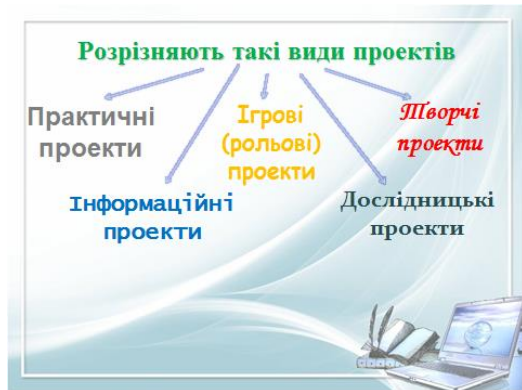 Розрізняють такі види проектів
Практичні
проекти
Ігрові
(рольові)
проекти
Творчі
проекти
Інформаційні
проекти
Дослідницькі
проекти